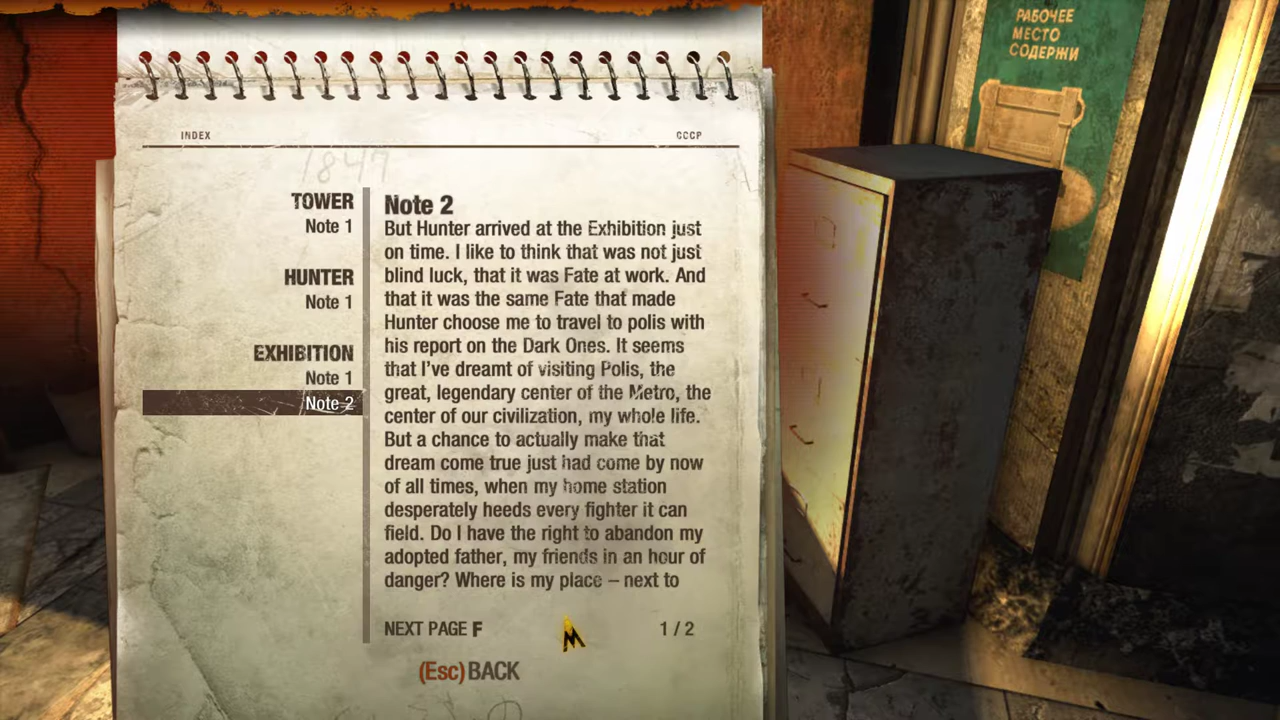 РАБОЧЕЕ
МЕСТО
СОДЕРЖИ
INDEX
CCCP
1847
TOWER
Note 1
HUNTER
Note 1
EXHIBITION
Note 1
Note 2
Note 2
But Hunter arrived at the Exhibition just
on time. I like to think that was not just
blind luck, that it was Fate at work. And
that it was the same Fate that made
Hunter choose me to travel to polis with
his report on the Dark Ones. It seems
that I've dreamt of visiting Polis, the
great, legendary center of the Metro, the
center of our civilization, my whole life.
But a chance to actually make that
dream come true just had come by now
of all times, when my home station
desperately heeds every fighter it can
field. Do I have the right to abandon my
adopted father, my friends in an hour of
danger? Where is my place – next to
NEXT PAGE F
M
1 / 2
(Esc) BACK